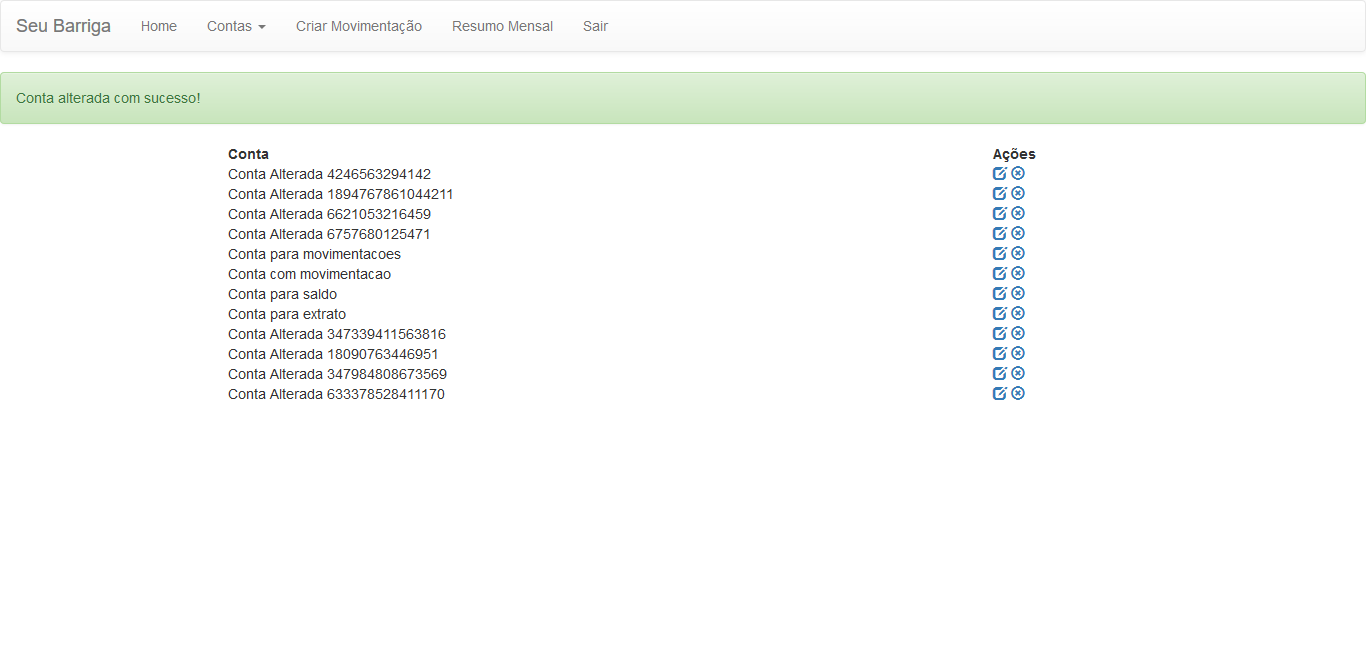 Seu Barriga Home Contas Criar Movimentação Resumo Mensal Sair
Conta alterada com sucesso!
Conta Ações
Conta Alterada 4246563294142
Conta Alterada 1894767861044211
Conta Alterada 6621053216459
Conta Alterada 6757680125471
Conta para movimentacoes
Conta com movimentacao
Conta para saldo
Conta para extrato
Conta Alterada 347339411563816
Conta Alterada 18090763446951
Conta Alterada 347984808673569
Conta Alterada 633378528411170